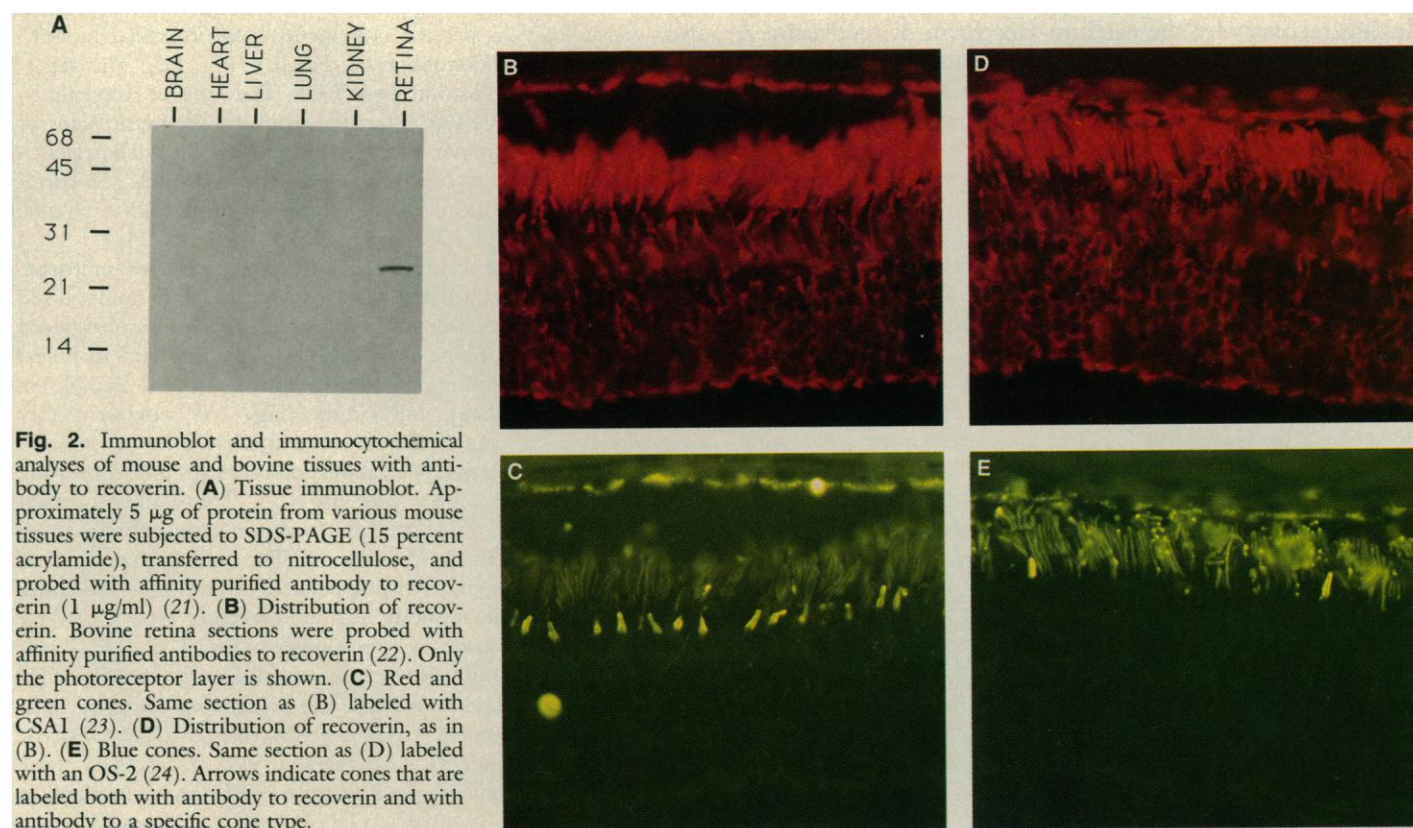 A
BRAIN
HEART
LIVER
LUNG
KIDNEY
RETINA
68
45
31
21
14
B
D
C
E
Fig. 2. Immunoblot and immunocytochemical
analyses of mouse and bovine tissues with anti-
body to recoverin. (A) Tissue immunoblot. Ap-
proximately 5 μg of protein from various mouse
tissues were subjected to SDS-PAGE (15 percent
acrylamide), transferred to nitrocellulose, and
probed with affinity purified antibody to recov-
erin (1 μg/ml) (21). (B) Distribution of recov-
erin. Bovine retina sections were probed with
affinity purified antibodies to recoverin (22). Only
the photoreceptor layer is shown. (C) Red and
green cones. Same section as (B) labeled with
CSA1 (23). (D) Distribution of recoverin, as in
(B). (E) Blue cones. Same section as (D) labeled
with an OS-2 (24). Arrows indicate cones that are
labeled both with antibody to recoverin and with
antibody to a specific cone type.